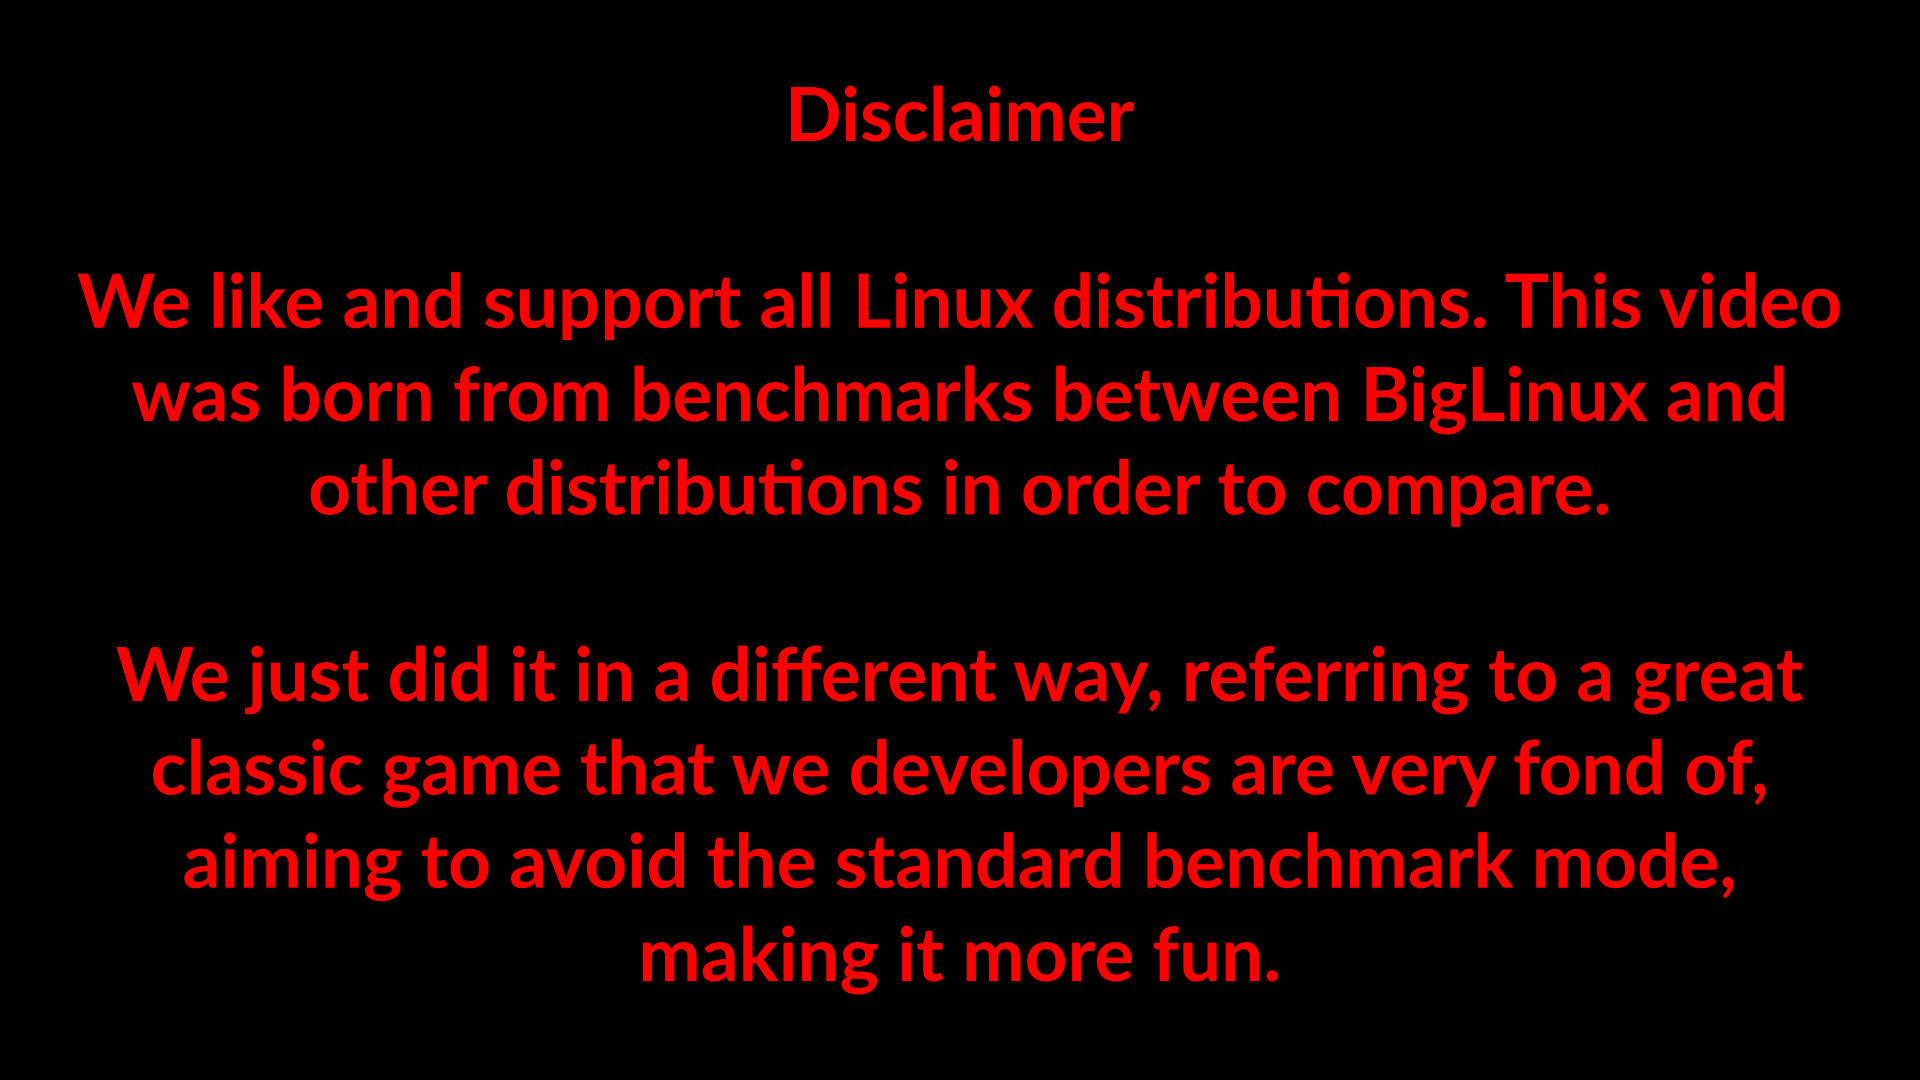 Disclaimer
We like and support all Linux distributions. This video
was born from benchmarks between BigLinux and
other distributions in order to compare.
We just did it in a different way, referring to a great
classic game that we developers are very fond of,
aiming to avoid the standard benchmark mode,
making it more fun.